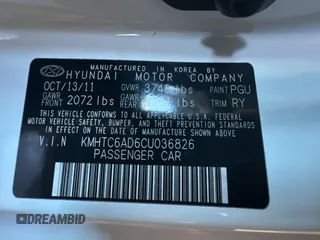 MANUFACTURED IN KOREA BY
HYUNDAI MOTOR COMPANY
OCT/13/11 GVWR 3748 lbs PAINT PGU
GAWR 2072 lbs GAWR lbs TRIM RY
THIS VEHICLE CONFORMS TO ALL APPLICABLE FEDERAL
MOTOR VEHICLE SAFETY, BUMPER, AND THEFT
PREVENTION STANDARDS IN EFFECT ON THE DATE OF
MANUFACTURE SHOWN ABOVE.
V.I.N KMHTC6AD6CU036826
PASSENGER CAR
DREAMBID